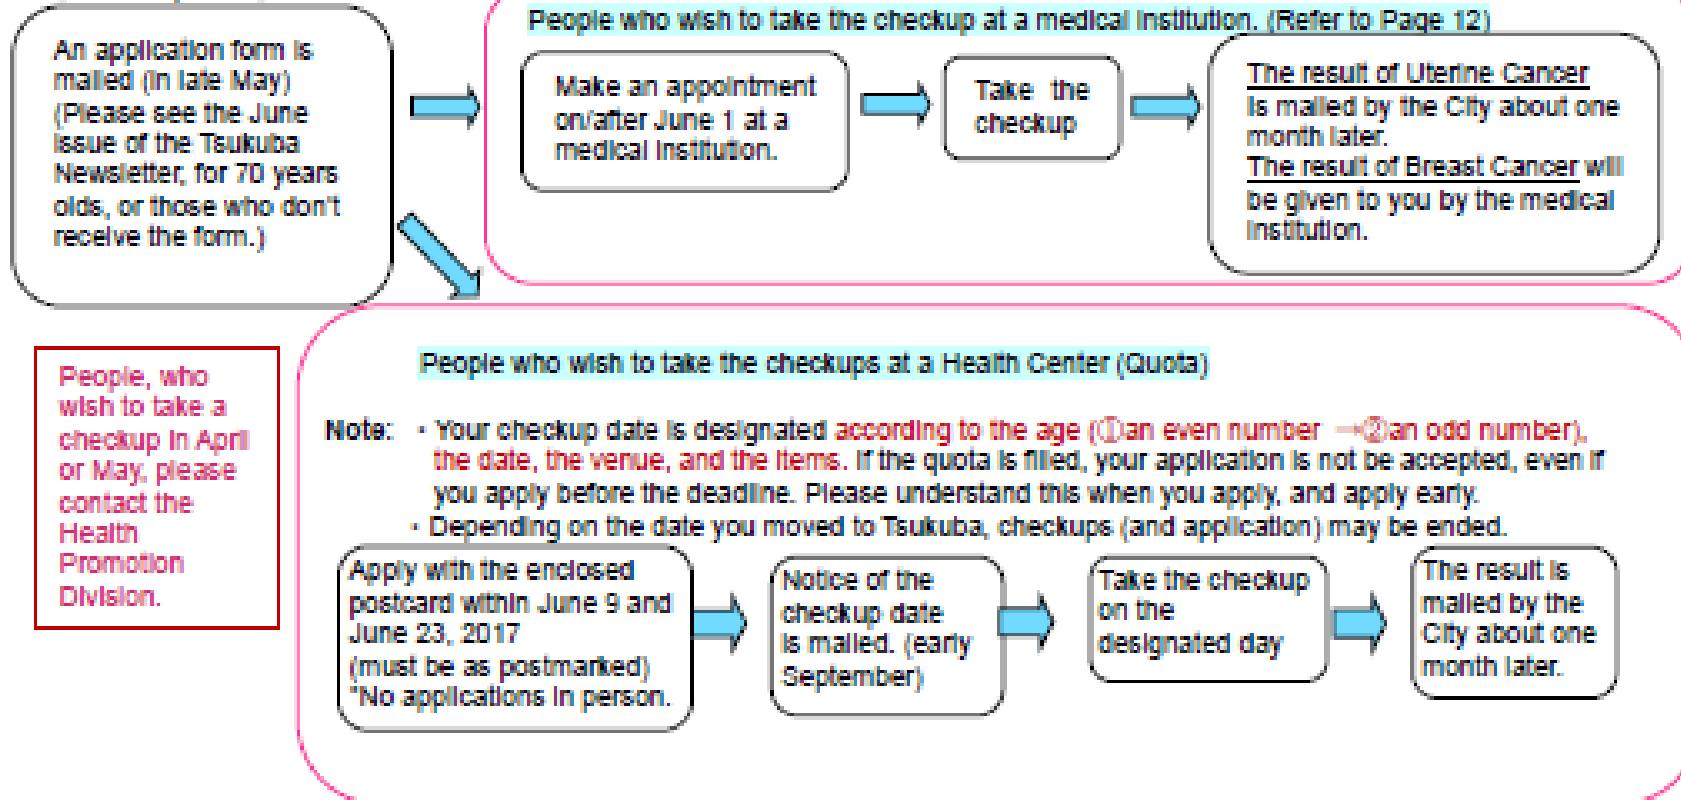 An application form is
mailed (in late May)
(Please see the June
issue of the Tsukuba
Newsletter, for 70 years
olds, or those who don't
receive the form.)
People who wish to take the checkup at a medical institution. (Refer to Page 12)
Make an appointment
on/after June 1 at a
medical institution.
Take the
checkup
The result of Uterine Cancer
is mailed by the City about one
month later.
The result of Breast Cancer will
be given to you by the medical
institution.
People, who
wish to take a
checkup in April
or May, please
contact the
Health
Promotion
Division.
People who wish to take the checkups at a Health Center (Quota)
Note: ・Your checkup date is designated according to the age (①an even number →②an odd number),
the date, the venue, and the items. If the quota is filled, your application is not be accepted, even if
you apply before the deadline. Please understand this when you apply, and apply early.
・Depending on the date you moved to Tsukuba, checkups (and application) may be ended.
Apply with the enclosed
postcard within June 9 and
June 23, 2017
(must be as postmarked)
*No applications in person.
Notice of the
checkup date
is mailed. (early
September)
Take the checkup
on the
designated day
The result is
mailed by the
City about one
month later.